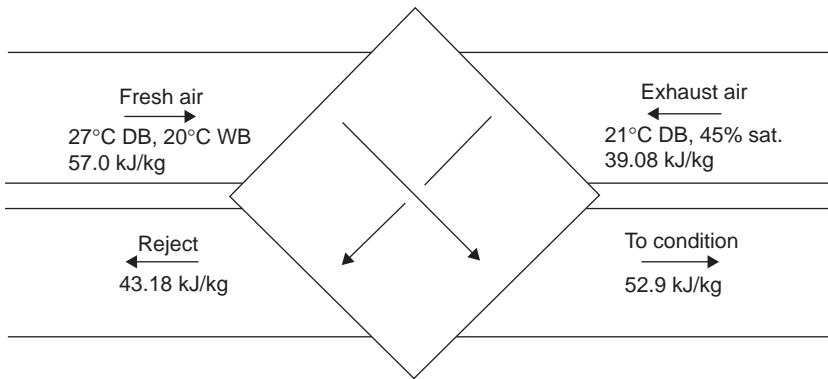 Fresh air
27°C DB, 20°C WB
57.0 kJ/kg
Exhaust air
21°C DB, 45% sat.
39.08 kJ/kg
Reject
43.18 kJ/kg
To condition
52.9 kJ/kg